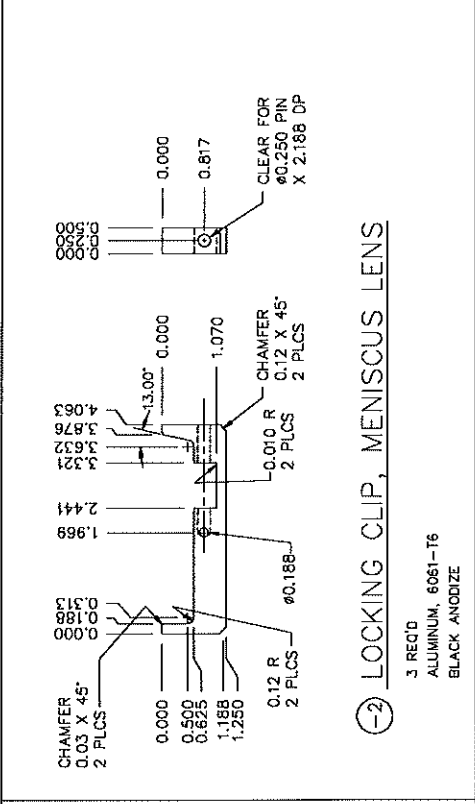 CHAMFER
0.03 X 45°
2 PLCS
0.000
0.188
0.313
1.969
2.441
3.321
3.632
3.876
4.063
13.00°
0.000
0.500
0.625
1.188
1.250
0.12 R
2 PLCS
Ø0.188
0.010 R
2 PLCS
0.000
1.070
CHAMFER
0.12 X 45°
2 PLCS
0.000
0.250
0.500
0.000
0.817
CLEAR FOR
Ø0.250 PIN
X 2.188 DP
-2 LOCKING CLIP, MENISCUS LENS
3 REQ'D
ALUMINUM, 6061-T6
BLACK ANODIZE